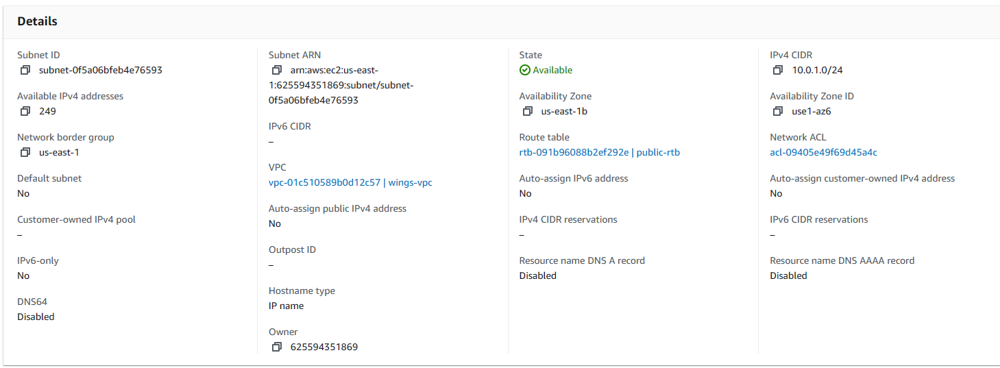 Details
Subnet ID
subnet-0f5a06bfeb4e76593
Available IPv4 addresses
249
Network border group
us-east-1
Default subnet
No
Customer-owned IPv4 pool
–
IPv6-only
No
DNS64
Disabled
Subnet ARN
arn:aws:ec2:us-east-
1:625594351869:subnet/subnet-
0f5a06bfeb4e76593
IPv6 CIDR
–
VPC
vpc-01c510589b0d12c57 | wings-vpc
Auto-assign public IPv4 address
No
Outpost ID
–
Hostname type
IP name
Owner
625594351869
State
Available
Availability Zone
us-east-1b
Route table
rtb-091b96088b2ef292e | public-rtb
Auto-assign IPv6 address
No
IPv4 CIDR reservations
–
Resource name DNS A record
Disabled
IPv4 CIDR
10.0.1.0/24
Availability Zone ID
use1-az6
Network ACL
acl-09405e49f69d45a4c
Auto-assign customer-owned IPv4 address
No
IPv6 CIDR reservations
–
Resource name DNS AAAA record
Disabled